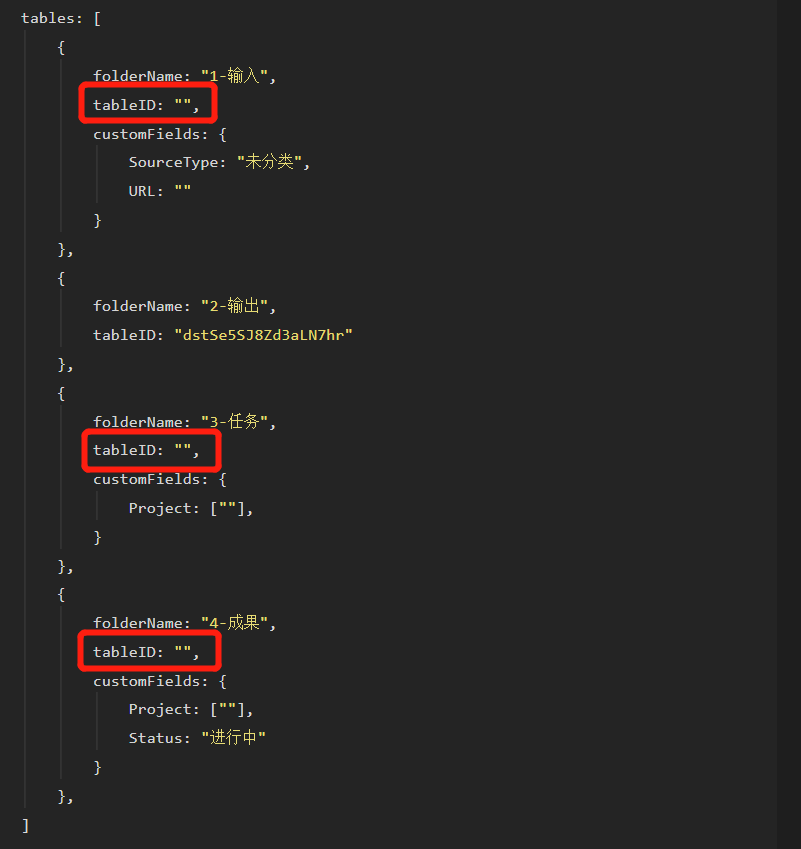 tables: [
{
folderName: "1-输入",
tableID: "",
customFields: {
SourceType: "未分类",
URL: ""
}
},
{
folderName: "2-输出",
tableID: "dstSe5SJ8Zd3aLN7hr"
},
{
folderName: "3-任务",
tableID: "",
customFields: {
Project: [""],
}
},
{
folderName: "4-成果",
tableID: "",
customFields: {
Project: [""],
Status: "进行中"
}
},
]